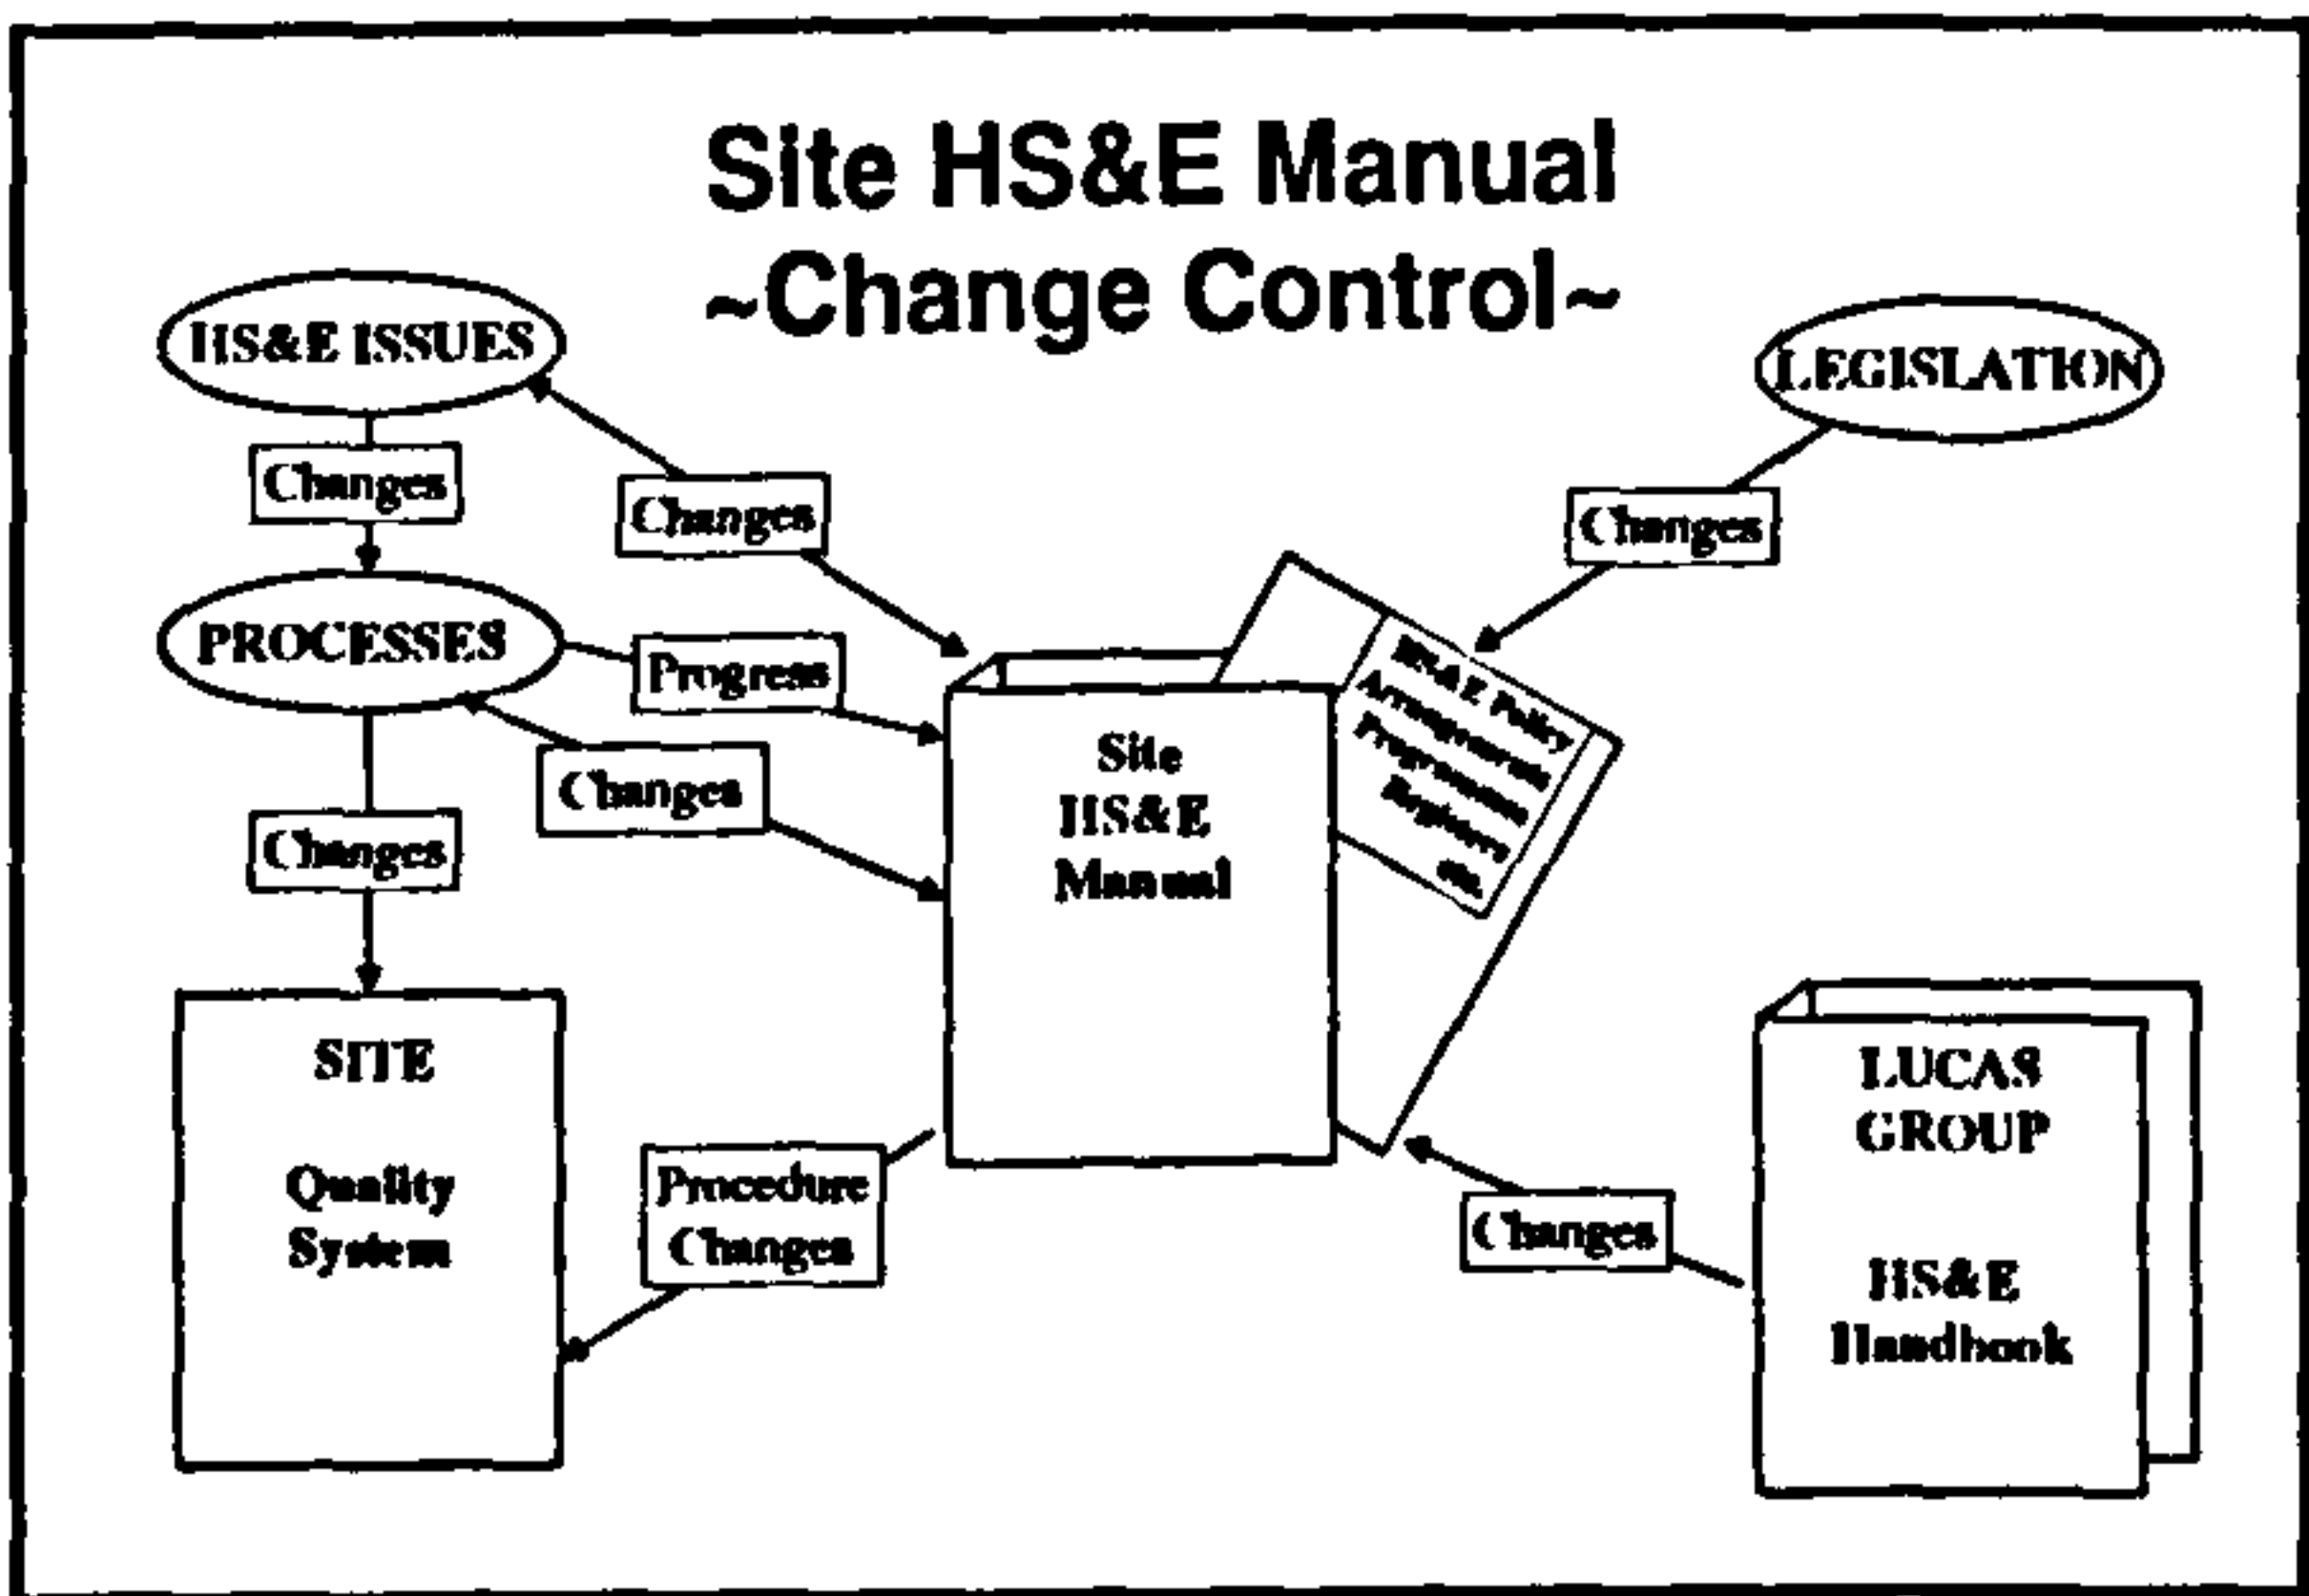 Site HS&E Manual
~Change Control~
HS&E ISSUES
LEGISLATION
Changes
Changes
Changes
PROCESSES
Progress
Changes
Changes
Site
HS&E
Manual
HS&E Policy
Arrangements
Programmes
Registers
etc.
SITE
Quality
System
Procedure
Changes
Changes
LUCAS
GROUP
HS&E
Handbook